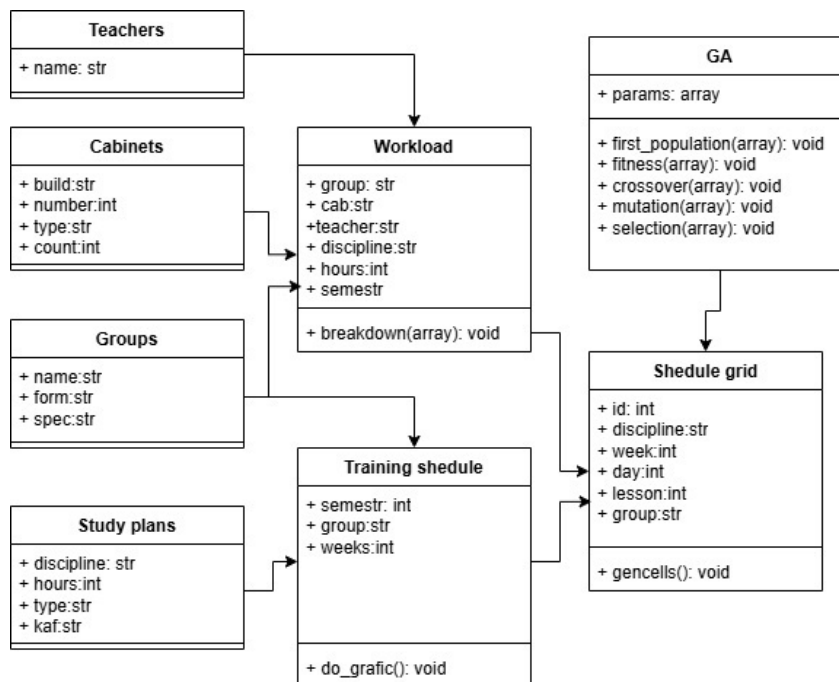 Teachers
+ name: str
Cabinets
+ build:str
+ number:int
+ type:str
+ count:int
Groups
+ name:str
+ form:str
+ spec:str
Study plans
+ discipline: str
+ hours:int
+ type:str
+ kaf:str
Workload
+ group: str
+ cab:str
+teacher:str
+ discipline:str
+ hours:int
+ semestr
+ breakdown(array): void
Training shedule
+ semestr: int
+ group:str
+ weeks:int
+ do_grafic(): void
GA
+ params: array
+ first_population(array): void
+ fitness(array): void
+ crossover(array): void
+ mutation(array): void
+ selection(array): void
Shedule grid
+ id: int
+ discipline:str
+ week:int
+ day:int
+ lesson:int
+ group:str
+ gencells(): void